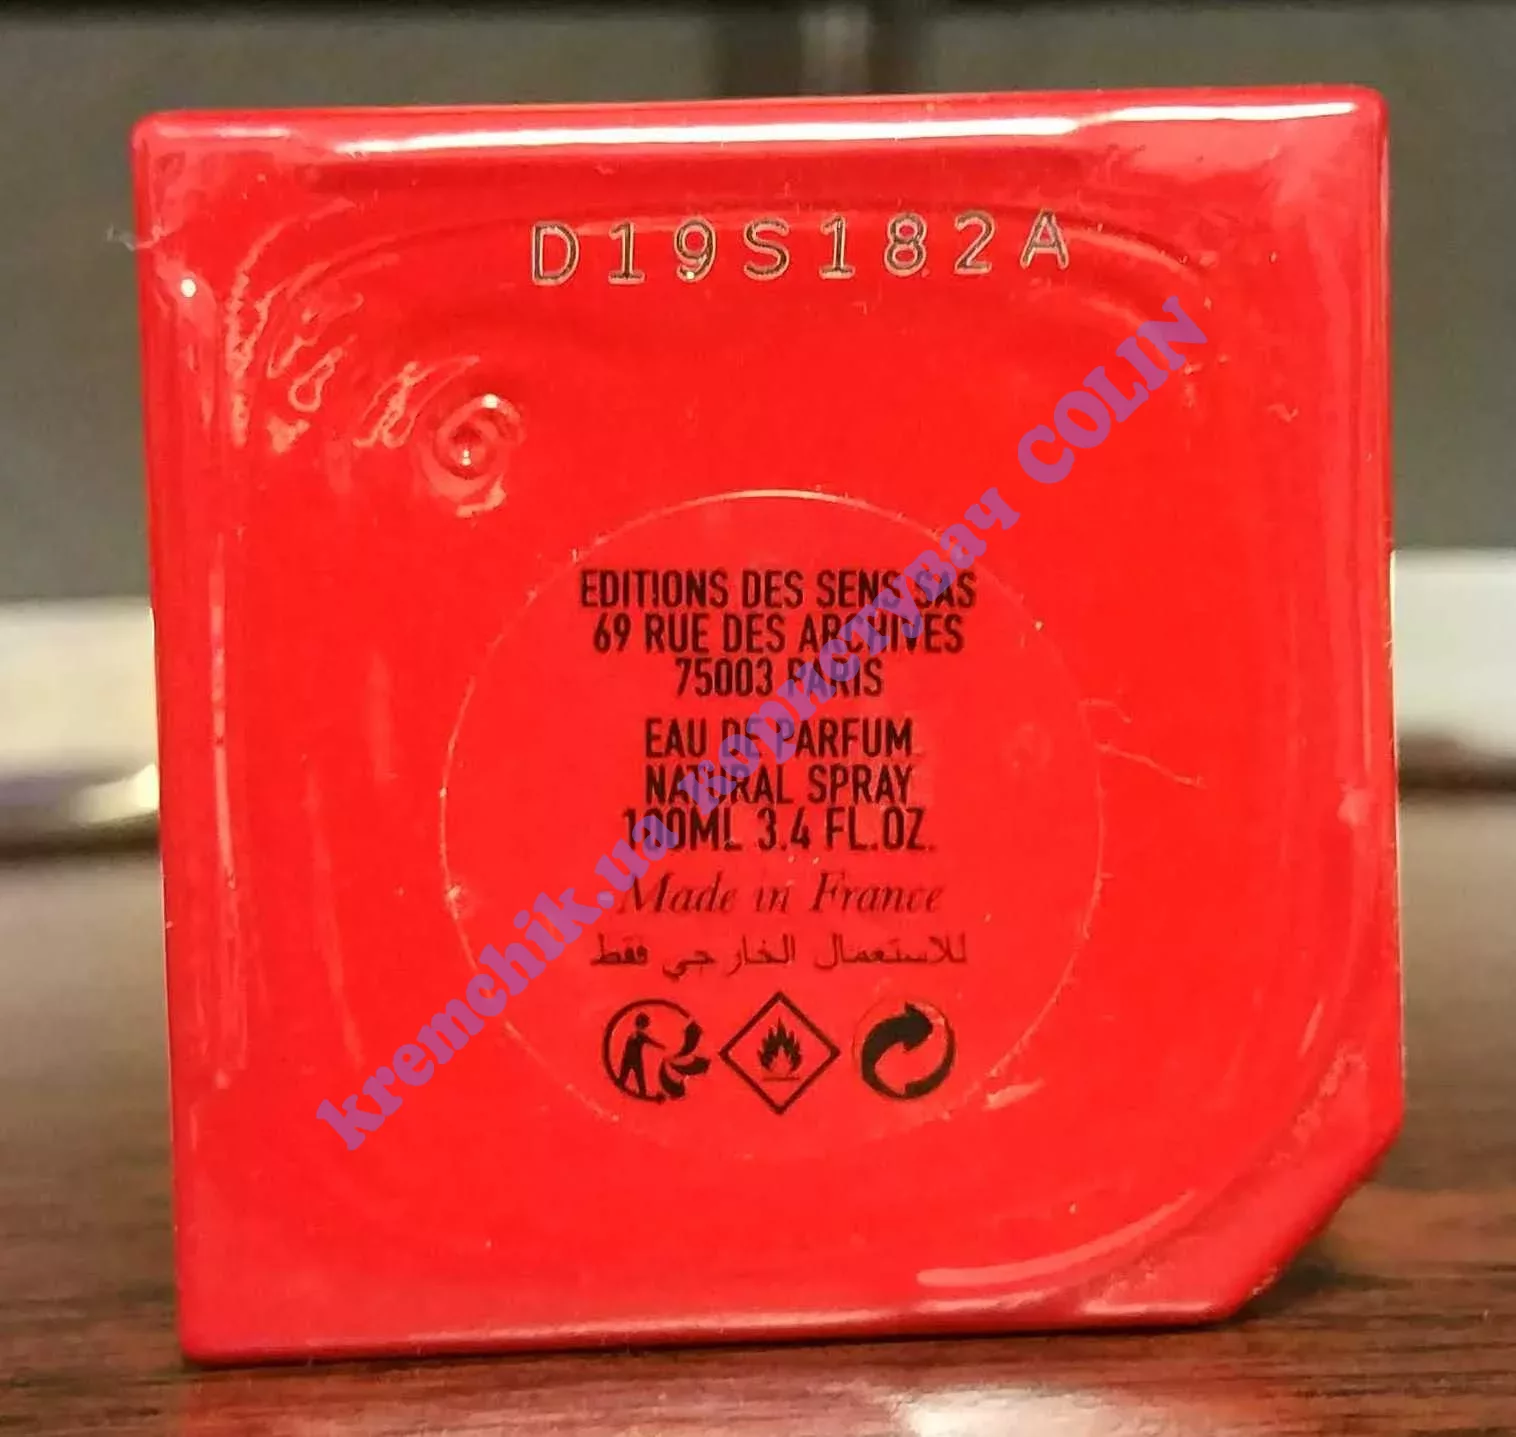 D19S182A
EDITIONS DES SENS SAS
69 RUE DES ARCHIVES
75003 PARIS
EAU DE PARFUM
NATURAL SPRAY
100ML 3.4 FL.OZ.
Made in France
للاستعمال الخارجي فقط
kremchik.ua користувач COLIN